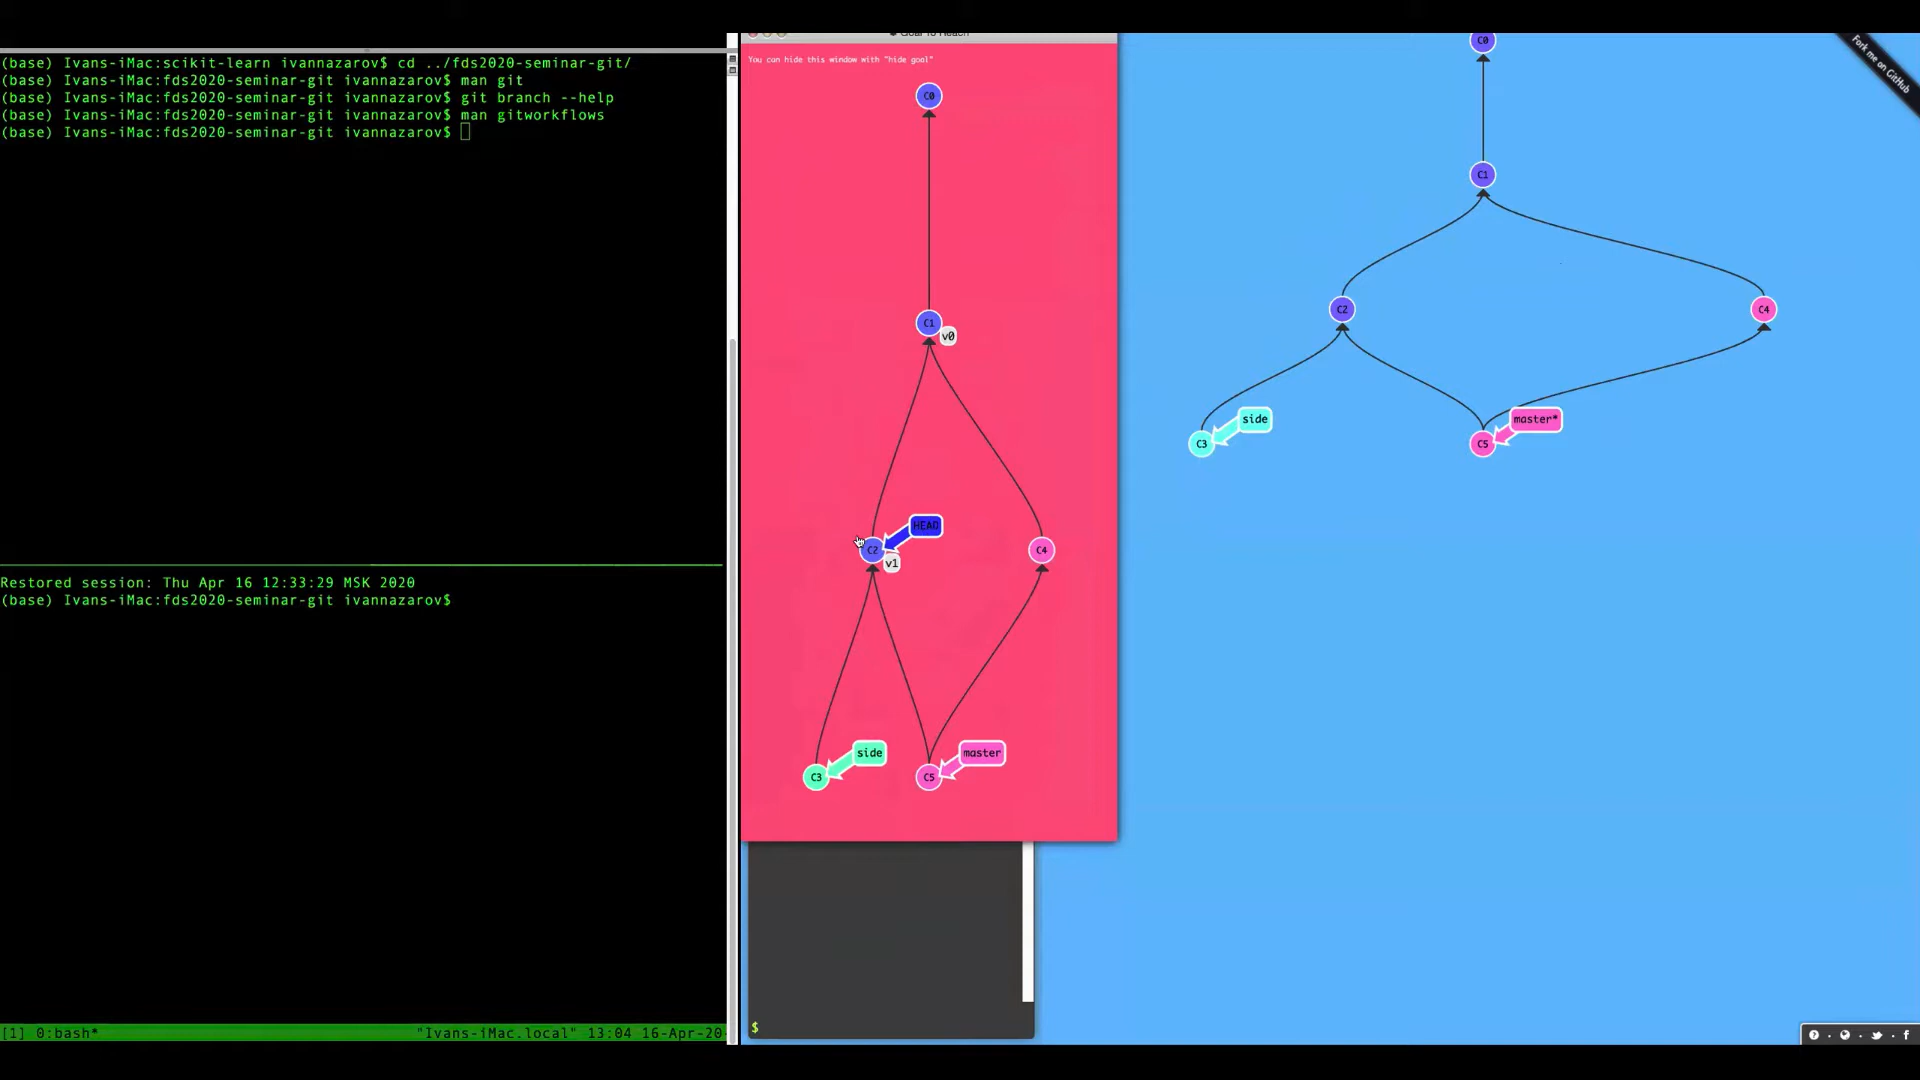 (base) Ivans-iMac:scikit-learn ivannazarov$ cd ../fds2020-seminar-git/
(base) Ivans-iMac:fds2020-seminar-git ivannazarov$ man git
(base) Ivans-iMac:fds2020-seminar-git ivannazarov$ git branch --help
(base) Ivans-iMac:fds2020-seminar-git ivannazarov$ man gitworkflows
(base) Ivans-iMac:fds2020-seminar-git ivannazarov$
Restored session: Thu Apr 16 12:33:29 MSK 2020
(base) Ivans-iMac:fds2020-seminar-git ivannazarov$
[1] 0:bash*
"Ivans-iMac.local" 13:04 16-Apr-20
Goal To Reach
You can hide this window with "hide goal"
C0
C1
v0
HEAD
C2
v1
C4
side
master
C3
C5
$
C0
C1
C2
C4
side
master*
C3
C5
Fork me on GitHub